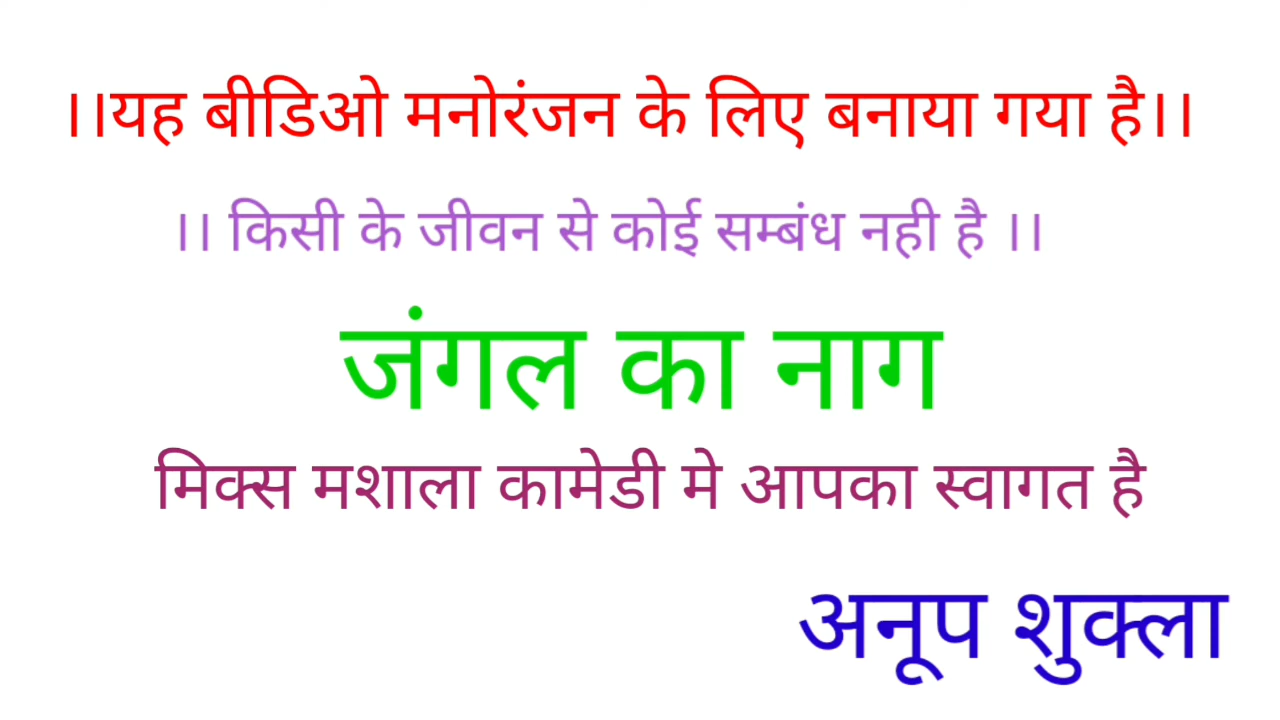 ।।यह बीडिओ मनोरंजन के लिए बनाया गया है।।
।। किसी के जीवन से कोई सम्बंध नही है ।।
जंगल का नाग
मिक्स मशाला कामेडी मे आपका स्वागत है
अनूप शुक्ला